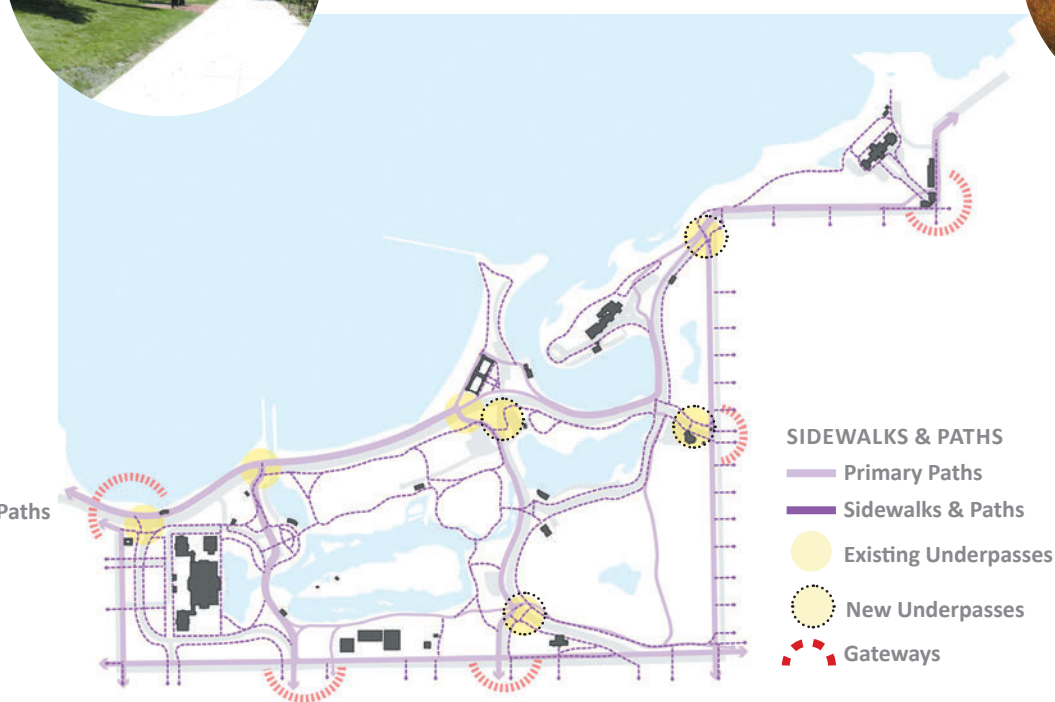 Paths
SIDEWALKS & PATHS
Primary Paths
Sidewalks & Paths
Existing Underpasses
New Underpasses
Gateways